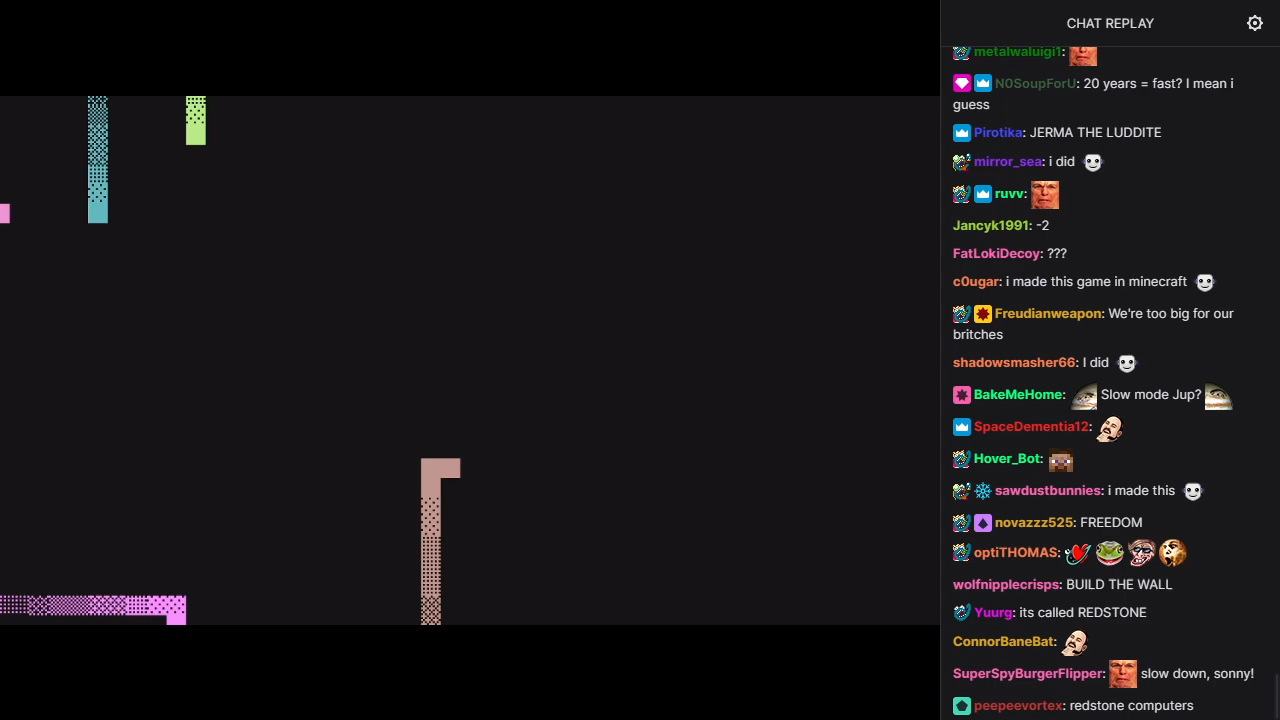 CHAT REPLAY
metalwaluigi1:
N0SoupForU: 20 years = fast? I mean i
guess
Pirotika: JERMA THE LUDDITE
mirror_sea: i did
ruvv:
Jancyk1991: -2
FatLokiDecoy: ???
c0ugar: i made this game in minecraft
Freudianweapon: We're too big for our
britches
shadowsmasher66: I did
BakeMeHome: Slow mode Jup?
SpaceDementia12:
Hover_Bot:
sawdustbunnies: i made this
novazzz525: FREEDOM
optiTHOMAS:
wolfnipplecrisps: BUILD THE WALL
Yuurg: its called REDSTONE
ConnorBaneBat:
SuperSpyBurgerFlipper: slow down, sonny!
peepeevortex: redstone computers